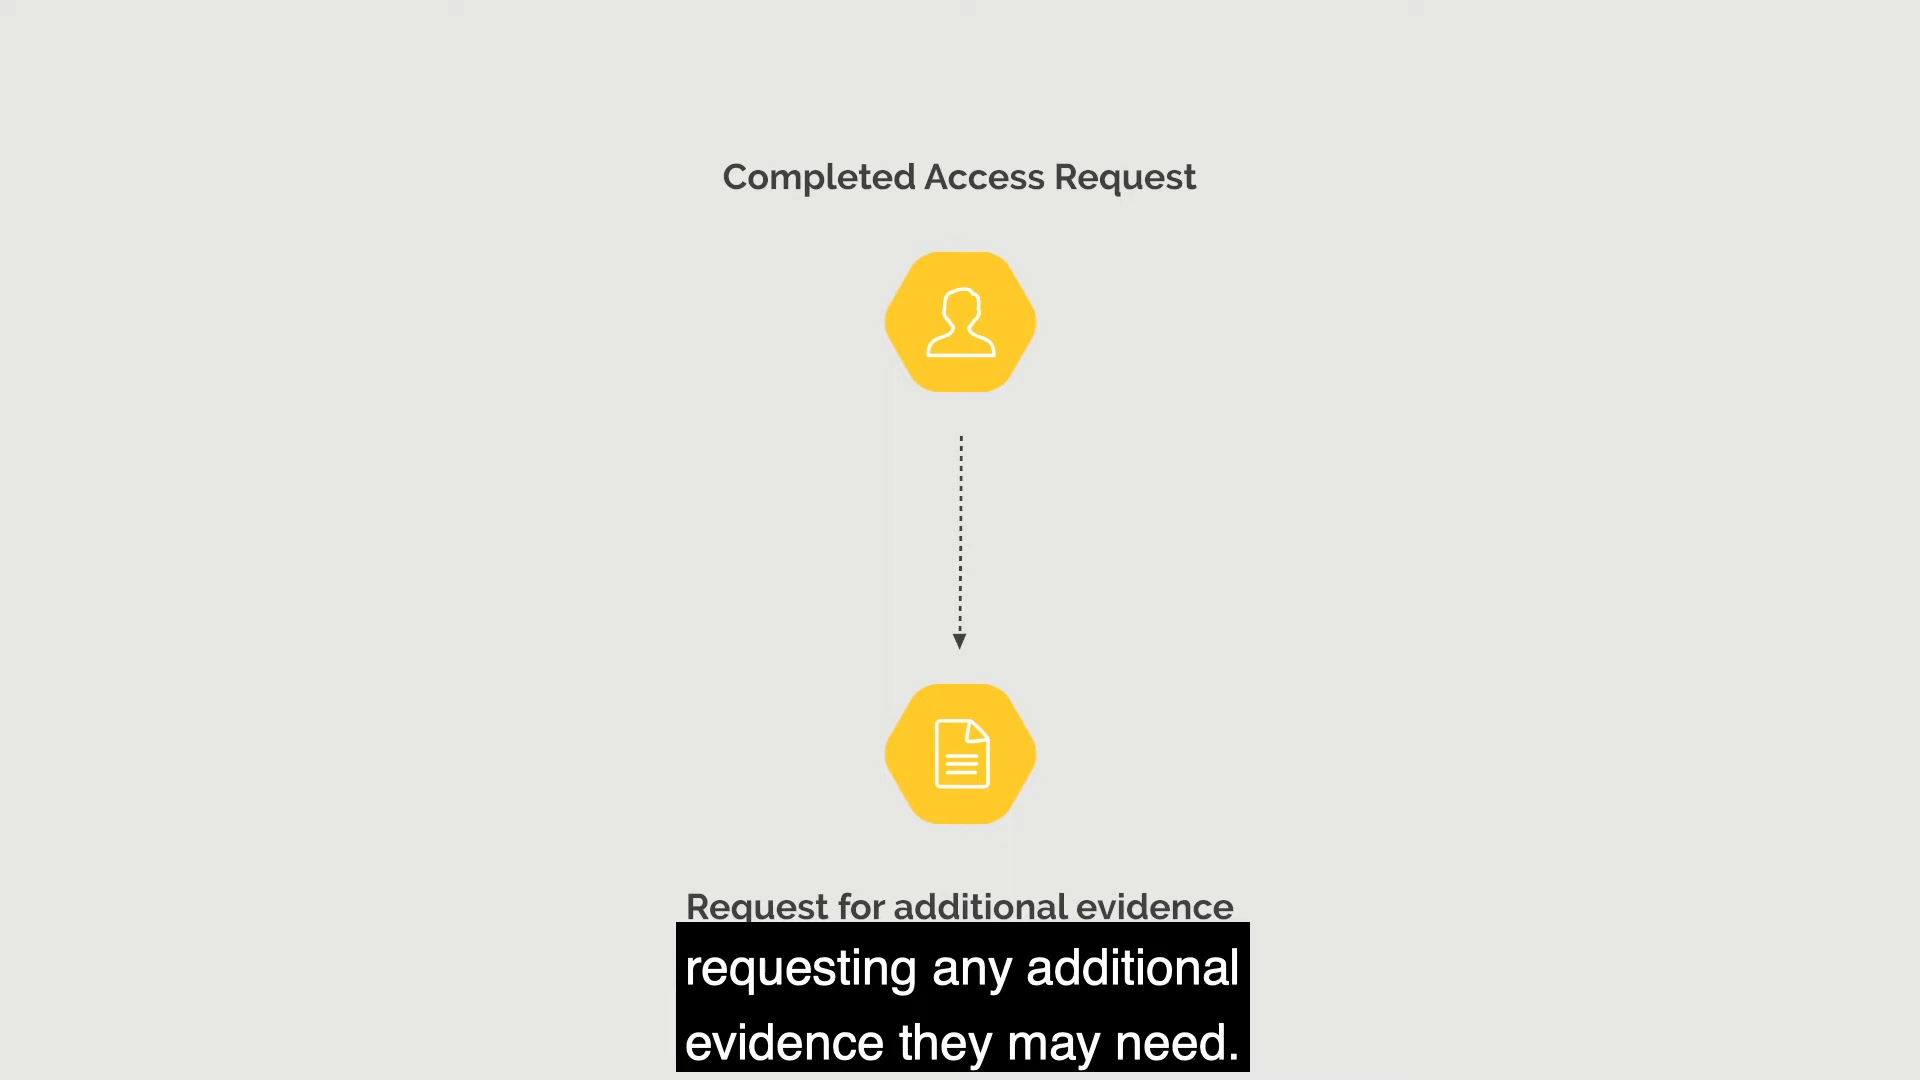 Completed Access Request
Request for additional evidence
requesting any additional
evidence they may need.